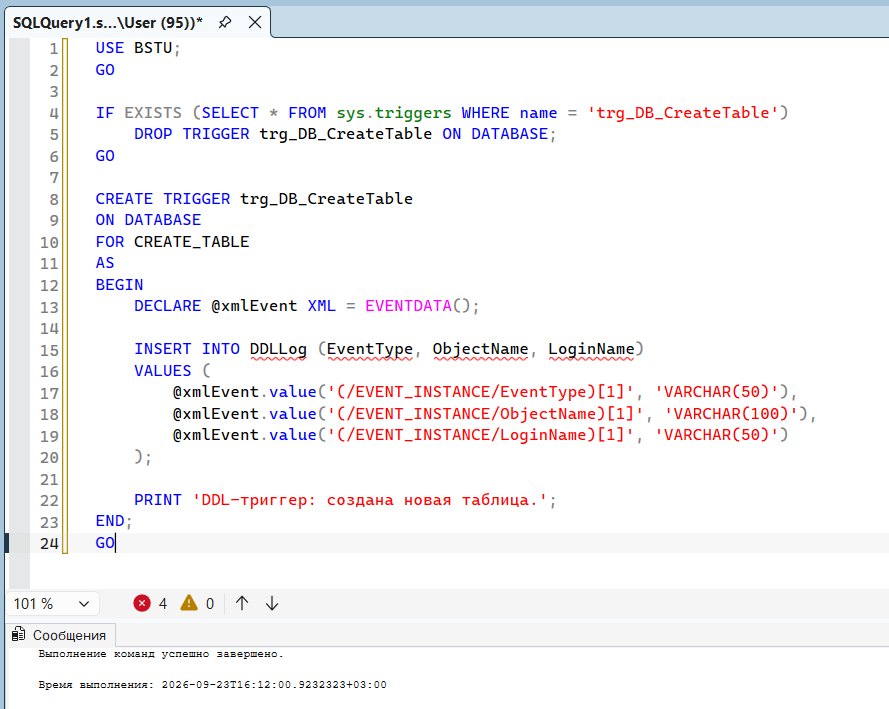 SQLQuery1.s...\User (95))*
1 USE BSTU;
2 GO
3
4 IF EXISTS (SELECT * FROM sys.triggers WHERE name = 'trg_DB_CreateTable')
5 DROP TRIGGER trg_DB_CreateTable ON DATABASE;
6 GO
7
8 CREATE TRIGGER trg_DB_CreateTable
9 ON DATABASE
10 FOR CREATE_TABLE
11 AS
12 BEGIN
13 DECLARE @xmlEvent XML = EVENTDATA();
14
15 INSERT INTO DDLLog (EventType, ObjectName, LoginName)
16 VALUES (
17 @xmlEvent.value('(/EVENT_INSTANCE/EventType)[1]', 'VARCHAR(50)'),
18 @xmlEvent.value('(/EVENT_INSTANCE/ObjectName)[1]', 'VARCHAR(100)'),
19 @xmlEvent.value('(/EVENT_INSTANCE/LoginName)[1]', 'VARCHAR(50)')
20 );
21
22 PRINT 'DDL-триггер: создана новая таблица.';
23 END;
24 GO
101 % 4 0
Сообщения
Выполнение команд успешно завершено.
Время выполнения: 2026-09-23T16:12:00.9232323+03:00